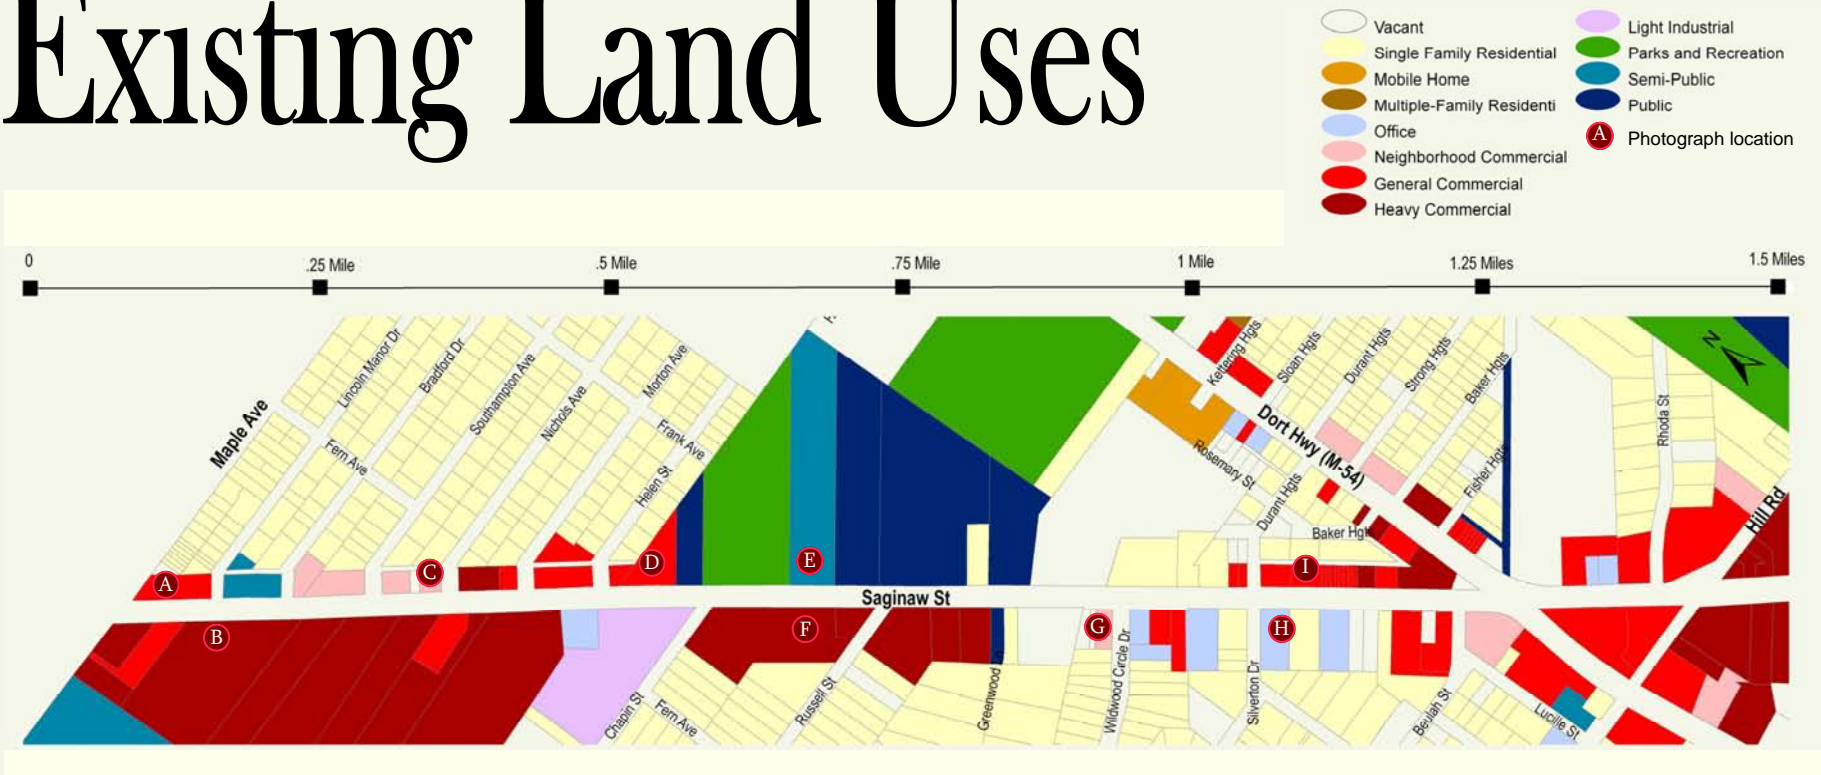 Existing Land Uses
Vacant
Single Family Residential
Mobile Home
Multiple-Family Residenti
Office
Neighborhood Commercial
General Commercial
Heavy Commercial
Light Industrial
Parks and Recreation
Semi-Public
Public
A Photograph location
0 .25 Mile .5 Mile .75 Mile 1 Mile 1.25 Miles 1.5 Miles
Maple Ave
Lincoln Manor Dr
Bradford Dr
Southampton Ave
Nichols Ave
Morton Ave
Fern Ave
Frank Ave
Helen St
Kettering Hgts
Sloan Hgts
Durant Hgts
Strong Hgts
Baker Hgts
Dort Hwy (M-54)
Rosemary St
Durant Hgts
Fisher Hgts
Baker Hgts
Rhoda St
Hill Rd
N
A
C
D
E
I
Saginaw St
B
F
G
H
Chapin St
Fern Ave
Russell St
Greenwood
Wildwood Circle Dr
Silverton Dr
Beulah St
Lucille St